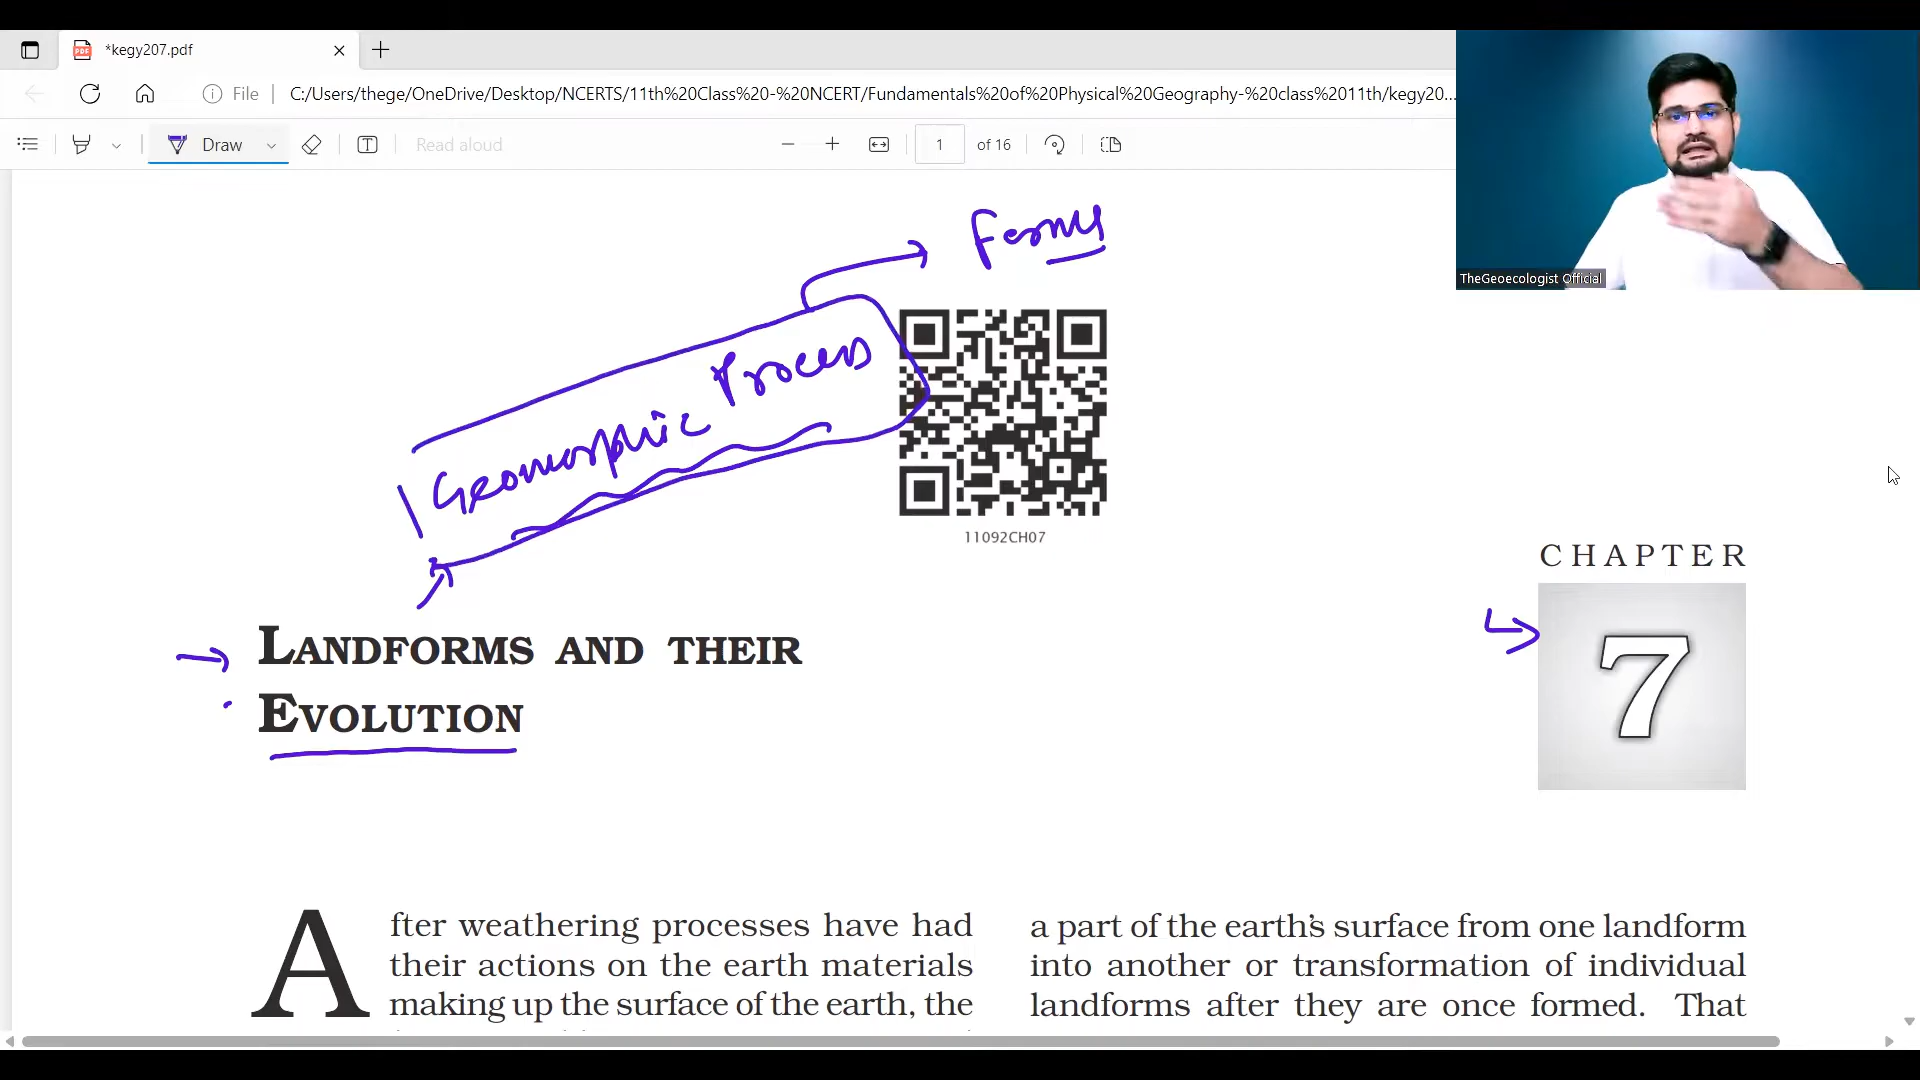 *kegy207.pdf
File
C:/Users/thege/OneDrive/Desktop/NCERTS/11th%20Class%20-%20NCERT/Fundamentals%20of%20Physical%20Geography-%20class%2011th/kegy20...
Draw
Read aloud
1 of 16
TheGeoecologist Official
Forms
Geomorphic Process
11092CH07
CHAPTER
7
LANDFORMS AND THEIR
EVOLUTION
After weathering processes have had
their actions on the earth materials
making up the surface of the earth, the
a part of the earth's surface from one landform
into another or transformation of individual
landforms after they are once formed. That